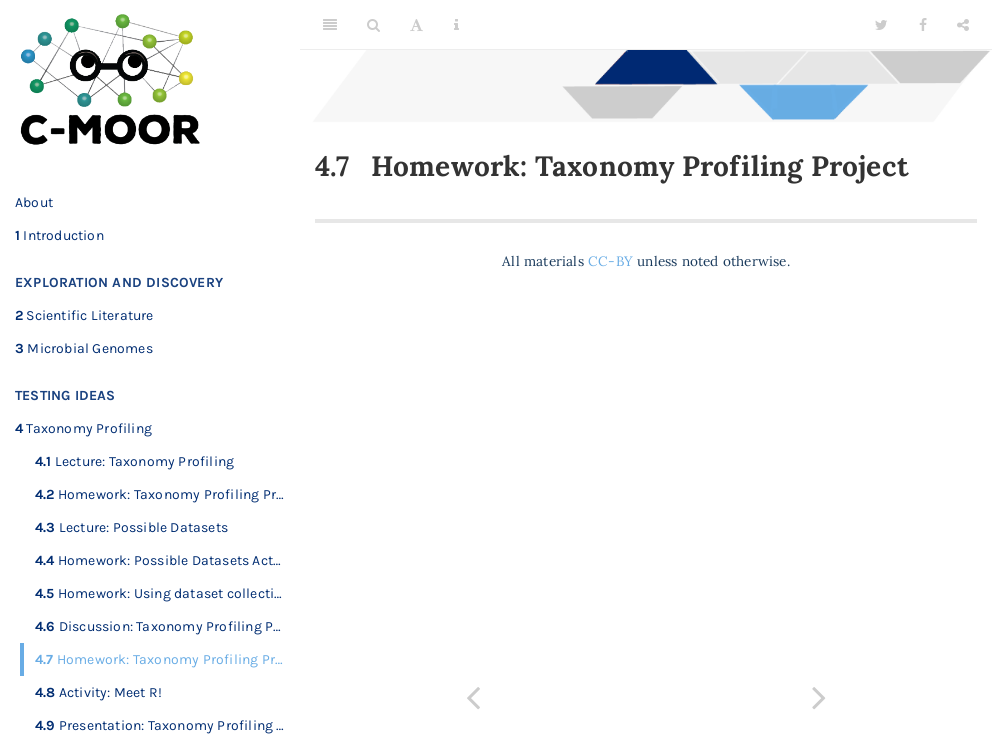 C-MOOR
About
1 Introduction
EXPLORATION AND DISCOVERY
2 Scientific Literature
3 Microbial Genomes
TESTING IDEAS
4 Taxonomy Profiling
4.1 Lecture: Taxonomy Profiling
4.2 Homework: Taxonomy Profiling Pr...
4.3 Lecture: Possible Datasets
4.4 Homework: Possible Datasets Act...
4.5 Homework: Using dataset collecti...
4.6 Discussion: Taxonomy Profiling P...
4.7 Homework: Taxonomy Profiling Pr...
4.8 Activity: Meet R!
4.9 Presentation: Taxonomy Profiling ...
A
4.7 Homework: Taxonomy Profiling Project
All materials CC-BY unless noted otherwise.